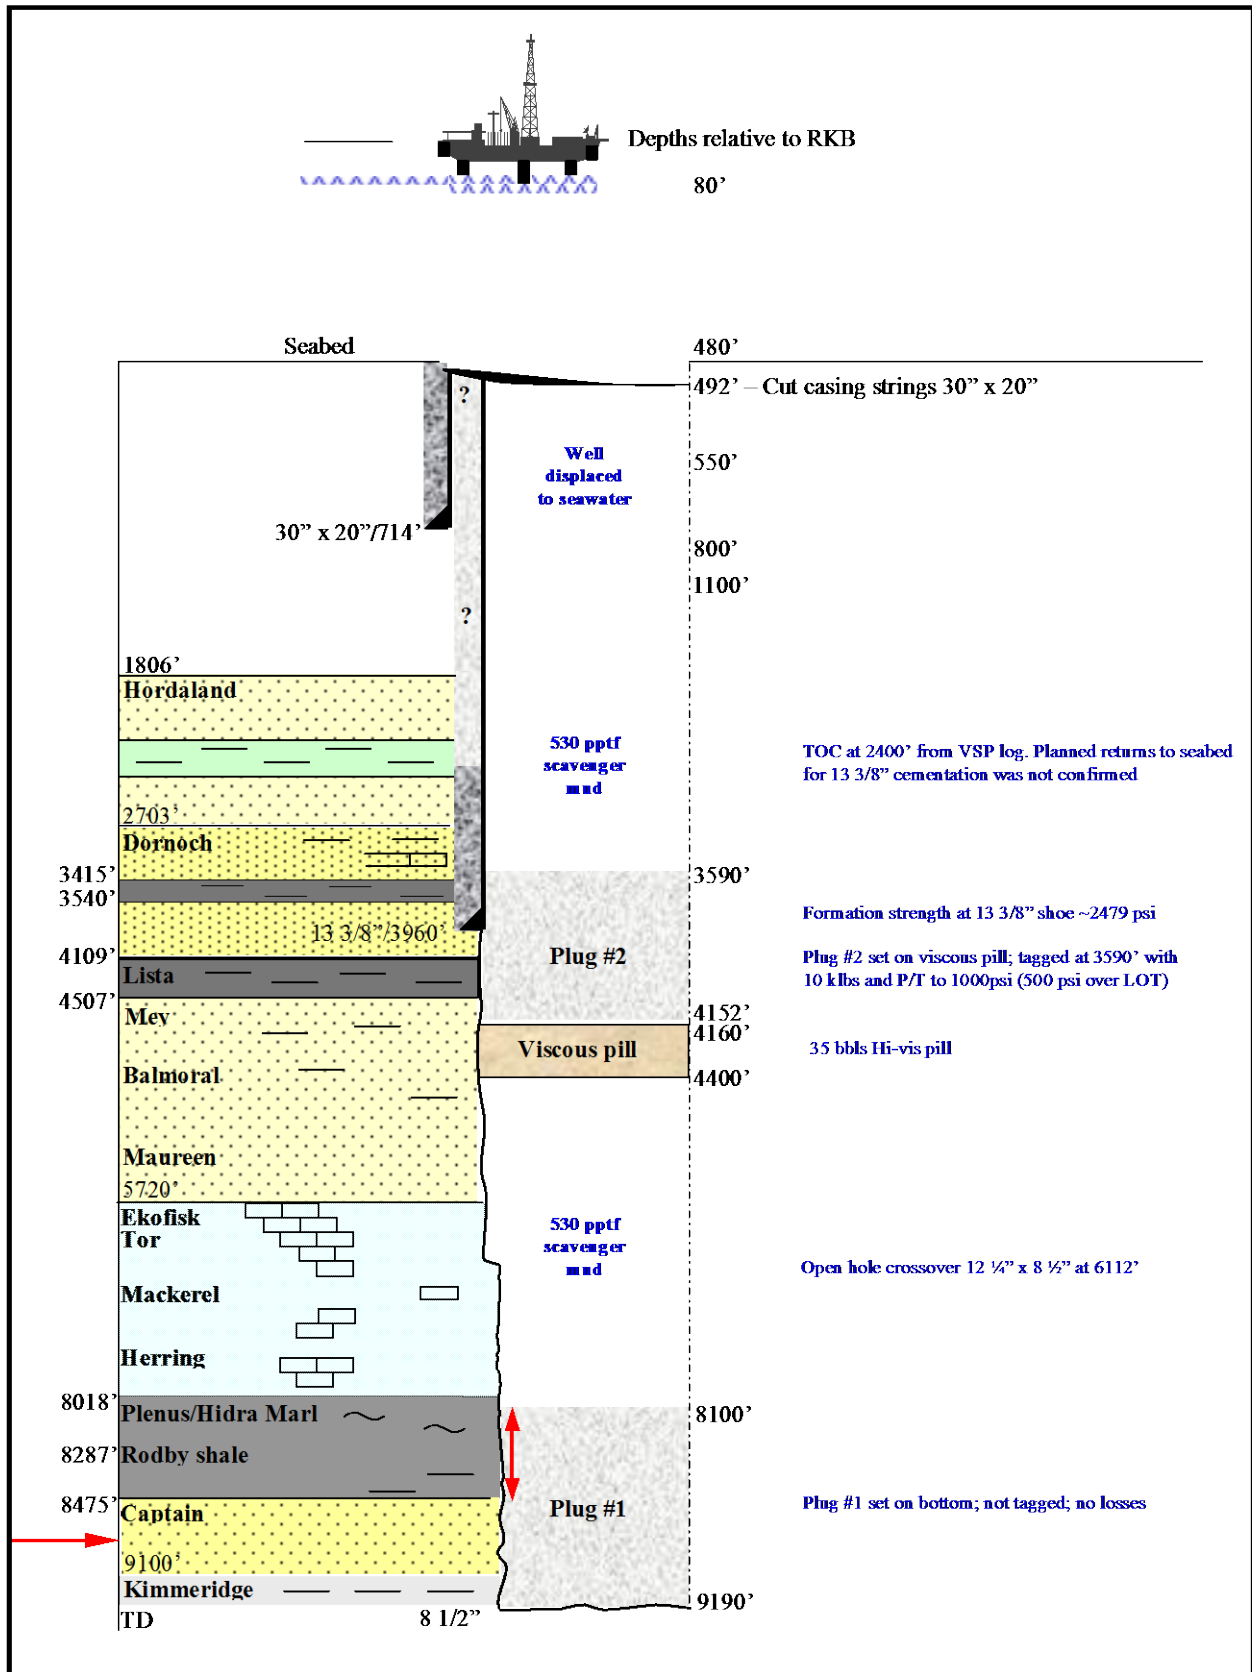 Depths relative to RKB
80’
Seabed
480’
492’ – Cut casing strings 30” x 20”
?
Well
displaced
to seawater
550’
30” x 20”/714’
800’
1100’
?
1806’
Hordaland
530 pptf
scavenger
mud
TOC at 2400’ from VSP log. Planned returns to seabed
for 13 3/8” cementation was not confirmed
2703’
Dornoch
3415’
3590’
3540’
Formation strength at 13 3/8” shoe ~2479 psi
13 3/8”/3960’
4109’
Plug #2
Plug #2 set on viscous pill; tagged at 3590’ with
10 klbs and P/T to 1000psi (500 psi over LOT)
Lista
4507’
4152’
Mey
4160’
Viscous pill
35 bbls Hi-vis pill
Balmoral
4400’
Maureen
5720’
Ekofisk
Tor
530 pptf
scavenger
mud
Open hole crossover 12 ¼” x 8 ½” at 6112’
Mackerel
Herring
8018’
Plenus/Hidra Marl
8100’
8287’
Rodby shale
8475’
Captain
Plug #1
Plug #1 set on bottom; not tagged; no losses
9100’
Kimmeridge
9190’
TD
8 1/2”